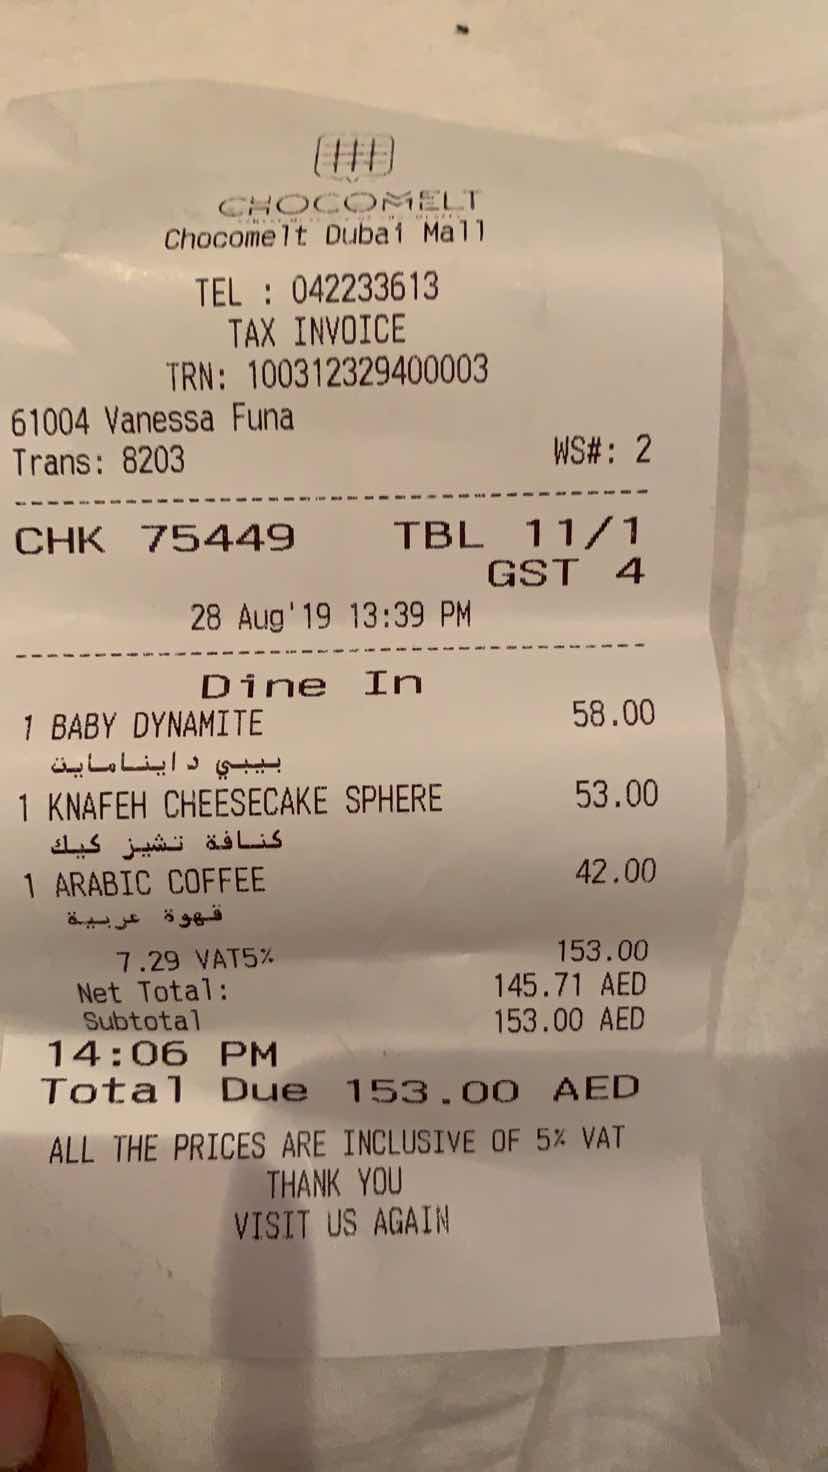 CHOCOMELT
Chocomelt Dubai Mall
TEL : 042233613
TAX INVOICE
TRN: 100312329400003
61004 Vanessa Funa
Trans: 8203 WS#: 2
CHK 75449 TBL 11/1
GST 4
28 Aug'19 13:39 PM
Dine In
1 BABY DYNAMITE 58.00
بيبي داينامايت
1 KNAFEH CHEESECAKE SPHERE 53.00
كنافة تشيز كيك
1 ARABIC COFFEE 42.00
قهوة عربية
7.29 VAT5% 153.00
Net Total: 145.71 AED
Subtotal 153.00 AED
14:06 PM
Total Due 153.00 AED
ALL THE PRICES ARE INCLUSIVE OF 5% VAT
THANK YOU
VISIT US AGAIN